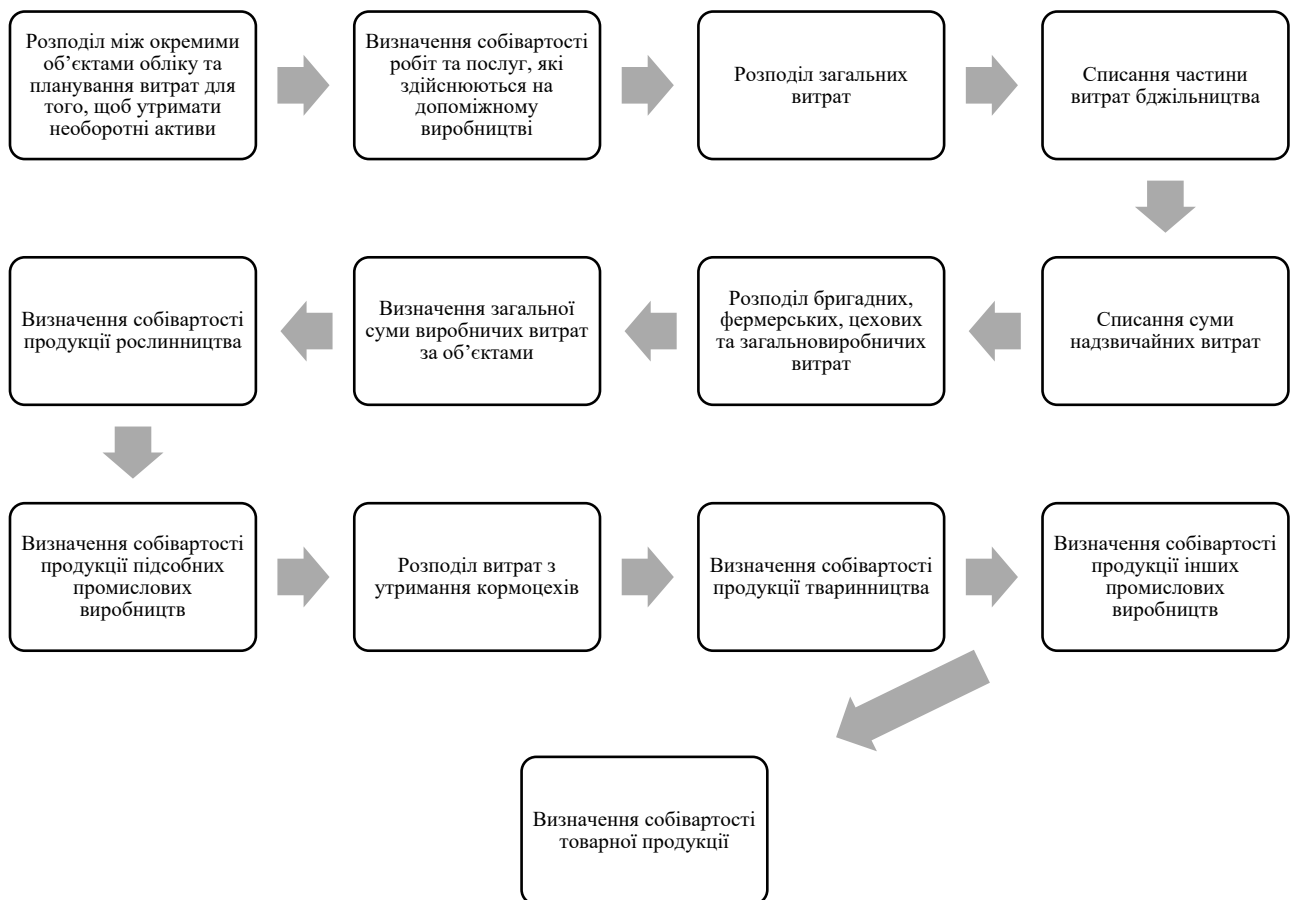 Розподіл між окремими
об’єктами обліку та
планування витрат для
того, щоб утримати
необоротні активи
Визначення собівартості
робіт та послуг, які
здійснюються на
допоміжному
виробництві
Розподіл загальних
витрат
Списання частини
витрат бджільництва
Списання суми
надзвичайних витрат
Розподіл бригадних,
фермерських, цехових
та загальновиробничих
витрат
Визначення загальної
суми виробничих витрат
за об’єктами
Визначення собівартості
продукції рослинництва
Визначення собівартості
продукції підсобних
промислових
виробництв
Розподіл витрат з
утримання кормоцехів
Визначення собівартості
продукції тваринництва
Визначення собівартості
продукції інших
промислових
виробництв
Визначення собівартості
товарної продукції